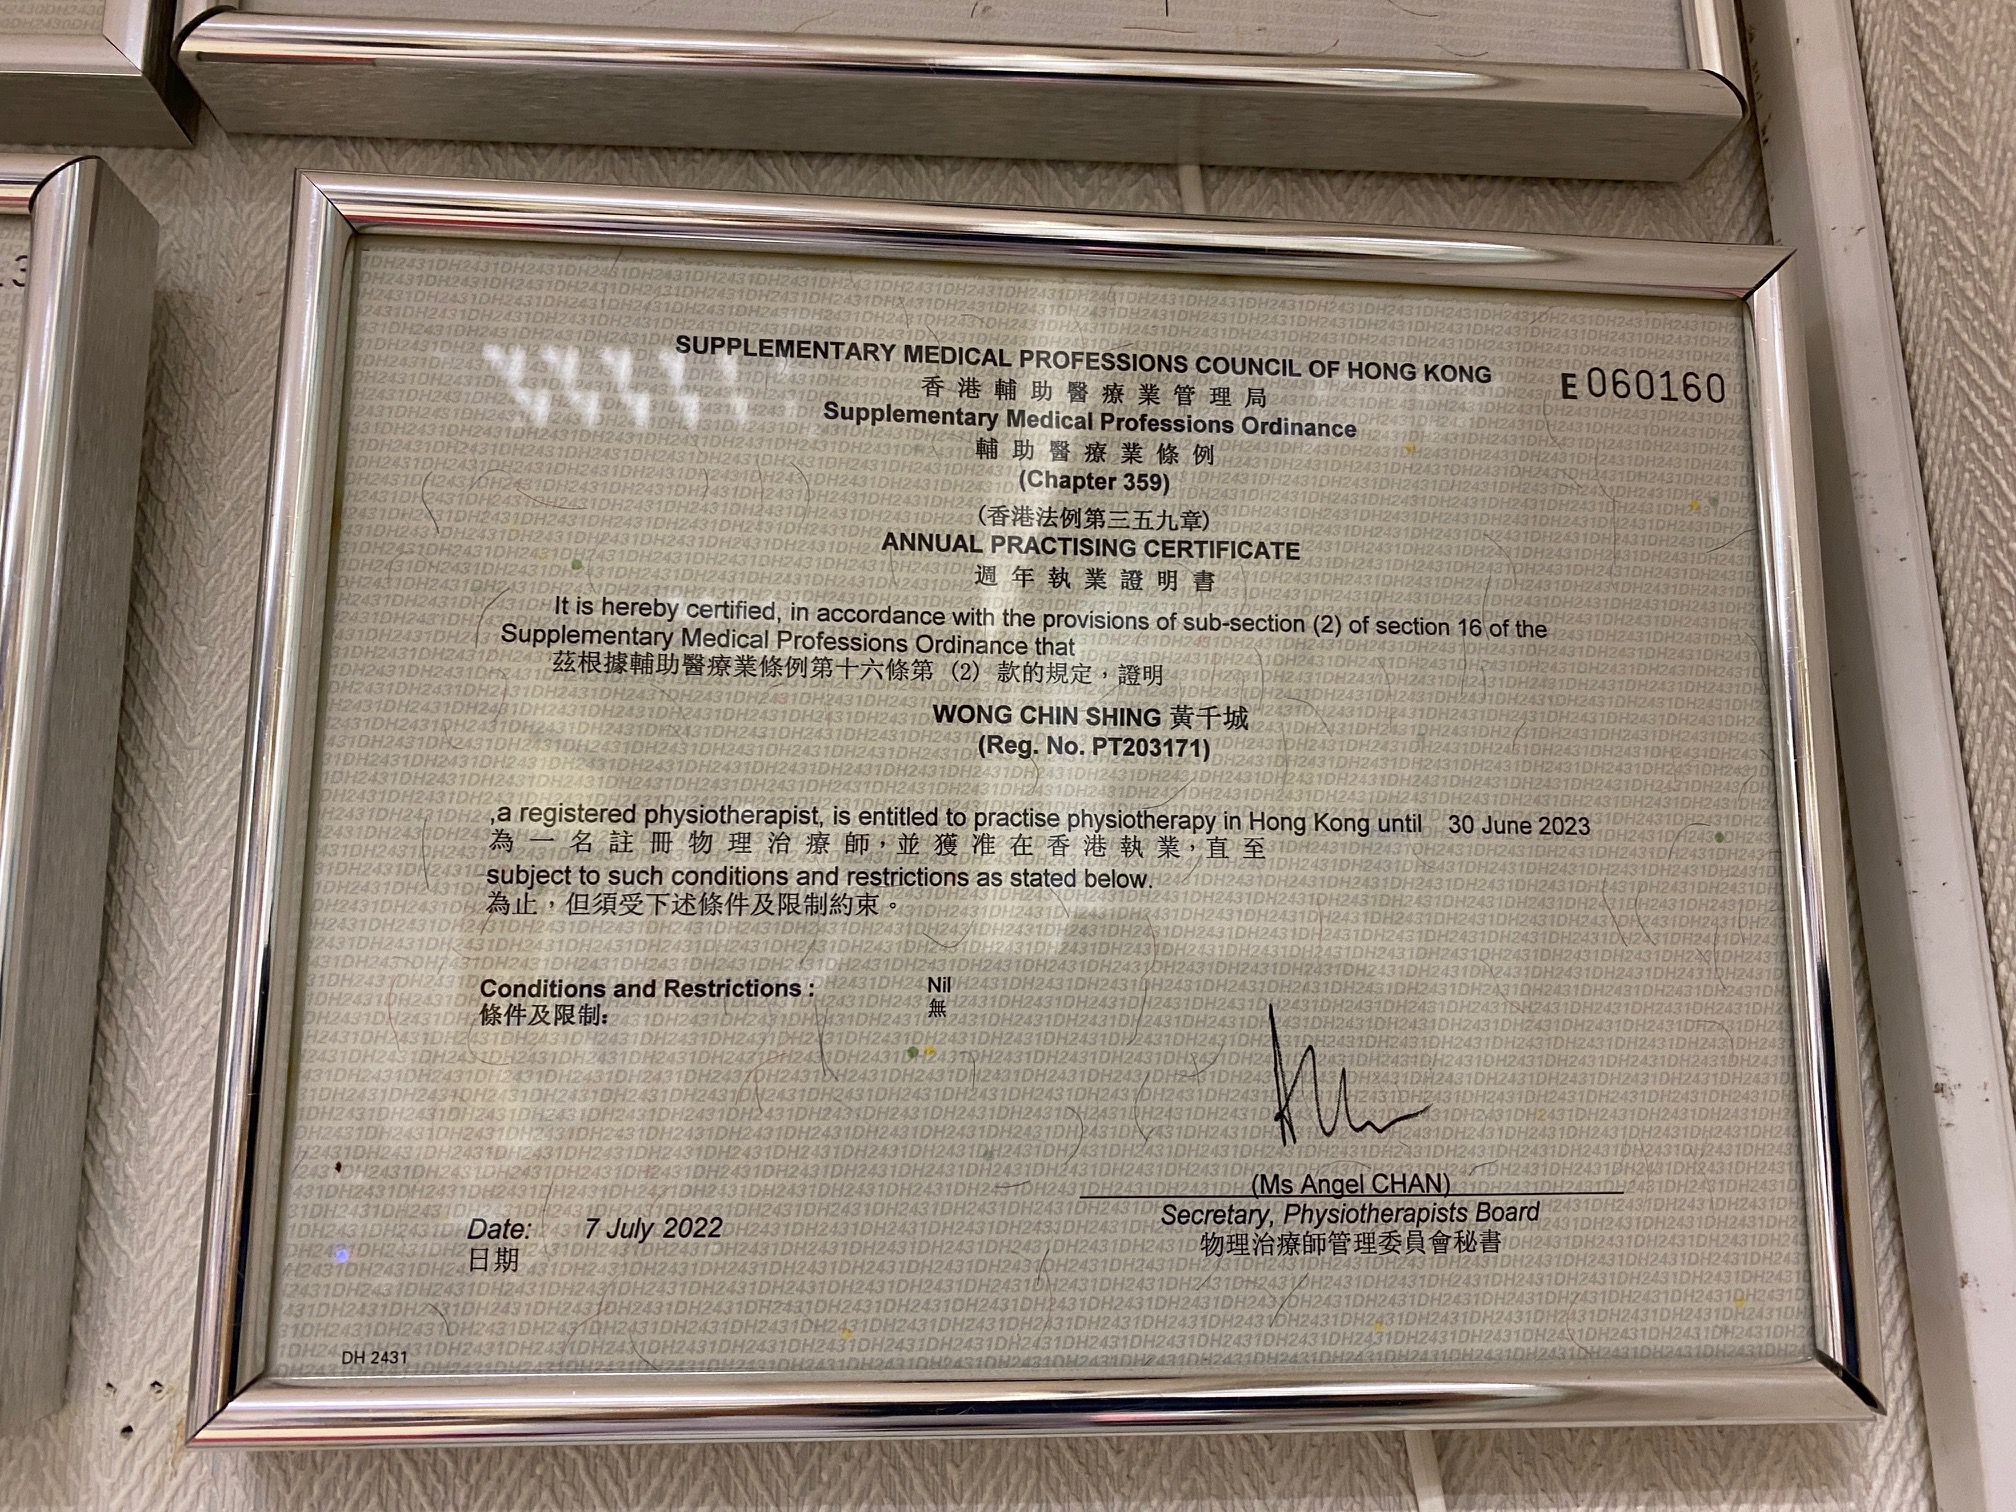 SUPPLEMENTARY MEDICAL PROFESSIONS COUNCIL OF HONG KONG
香港輔助醫療業管理局
E 060160
Supplementary Medical Professions Ordinance
輔助醫療業條例
(Chapter 359)
(香港法例第三五九章)
ANNUAL PRACTISING CERTIFICATE
週年執業證明書
It is hereby certified, in accordance with the provisions of sub-section (2) of section 16 of the
Supplementary Medical Professions Ordinance that
茲根據輔助醫療業條例第十六條第 (2) 款的規定，證明
WONG CHIN SHING 黃千城
(Reg. No. PT203171)
,a registered physiotherapist, is entitled to practise physiotherapy in Hong Kong until 30 June 2023
為一名註冊物理治療師，並獲准在香港執業，直至
subject to such conditions and restrictions as stated below.
為止，但須受下述條件及限制約束。
Conditions and Restrictions : Nil
條件及限制: 無
(Ms Angel CHAN)
Secretary, Physiotherapists Board
物理治療師管理委員會秘書
Date: 7 July 2022
日期
DH 2431